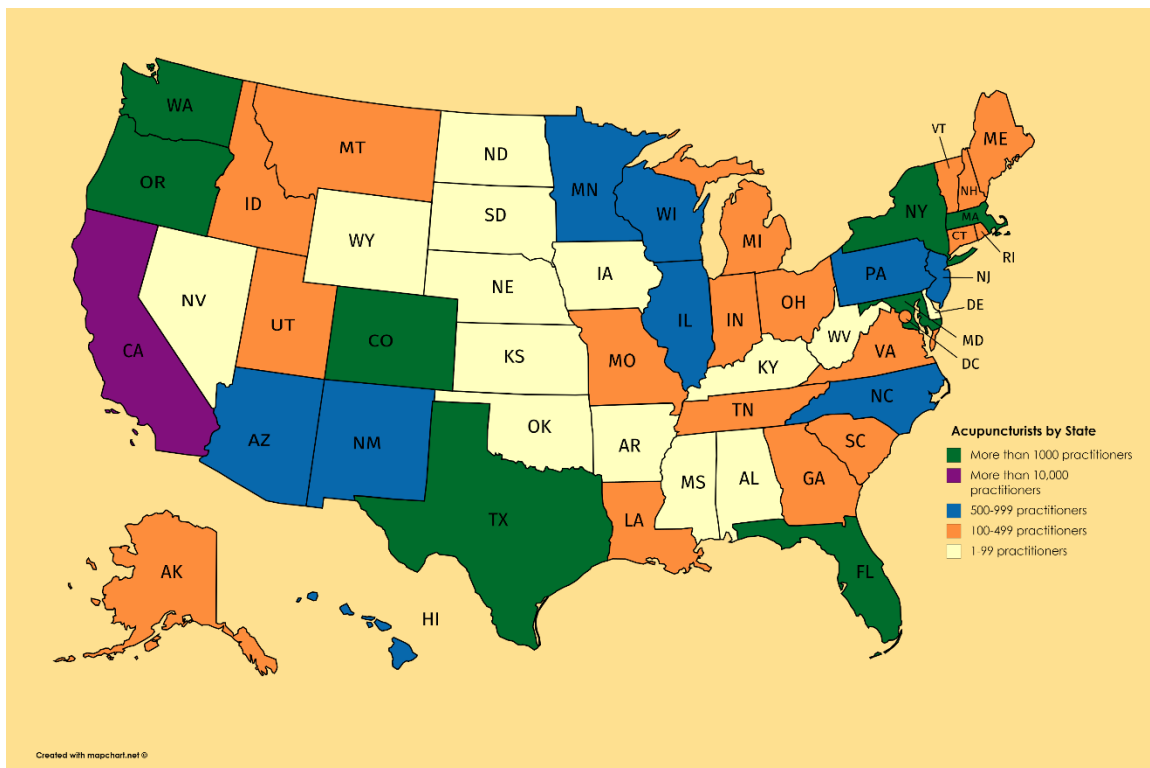 WA
MT
ND
MN
VT
ME
OR
ID
SD
WI
NH
NY
MA
WY
MI
CT
RI
IA
PA
NJ
NV
NE
DE
UT
IL
IN
OH
CO
WV
MD
CA
KS
MO
VA
DC
KY
NC
TN
AZ
NM
OK
AR
SC
Acupuncturists by State
More than 1000 practitioners
More than 10,000
practitioners
500-999 practitioners
100-499 practitioners
1-99 practitioners
MS
AL
GA
TX
LA
AK
FL
HI
Created with mapchart.net ©